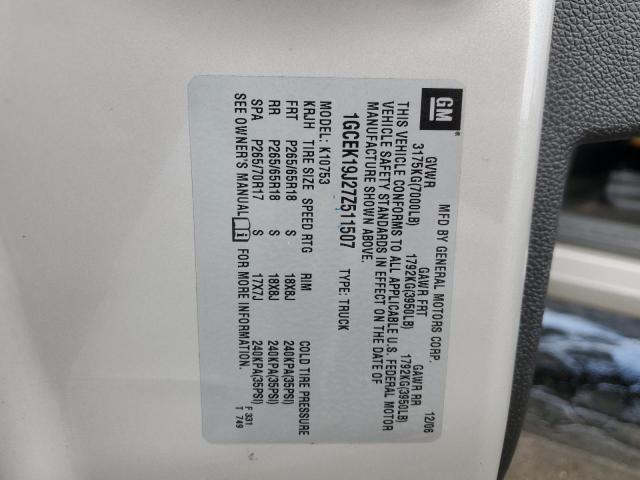 GM
MFD BY GENERAL MOTORS CORP. 12/06
GVWR GAWR FRT GAWR RR
3175KG(7000LB) 1792KG(3950LB) 1792KG(3950LB)
THIS VEHICLE CONFORMS TO ALL APPLICABLE U.S. FEDERAL MOTOR
VEHICLE SAFETY STANDARDS IN EFFECT ON THE DATE OF
MANUFACTURE SHOWN ABOVE.
1GCEK19J27Z511507 TYPE: TRUCK
MODEL: K10753
KRJH TIRE SIZE SPEED RTG RIM COLD TIRE PRESSURE
FRT P265/65R18 S 18X8J 240KPA(35PSI)
RR P265/65R18 S 18X8J 240KPA(35PSI)
SPA P265/70R17 S 17X7J 240KPA(35PSI)
SEE OWNER'S MANUAL i FOR MORE INFORMATION. F 331
T 749